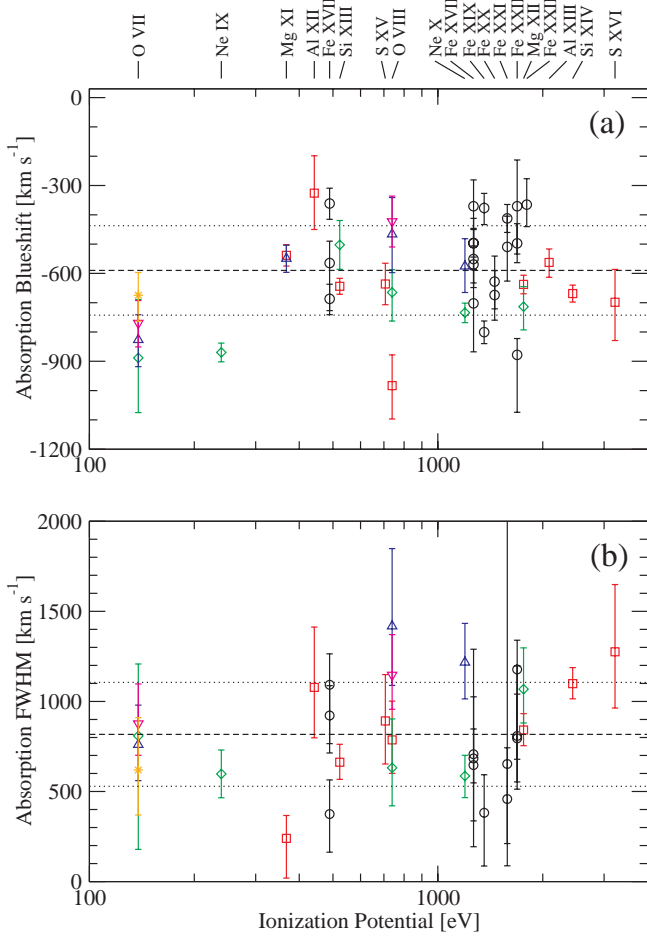 O VII
Ne IX
Mg XI
Al XII
Fe XVII
Si XIII
S XV
O VIII
Ne X
Fe XVIII
Fe XIX
Fe XX
Fe XXI
Fe XXII
Mg XII
Fe XXIII
Al XIII
Si XIV
S XVI
(a)
0
-300
-600
-900
-1200
Absorption Blueshift [km s⁻¹]
100
1000
(b)
2000
1500
1000
500
0
Absorption FWHM [km s⁻¹]
100
1000
Ionization Potential [eV]